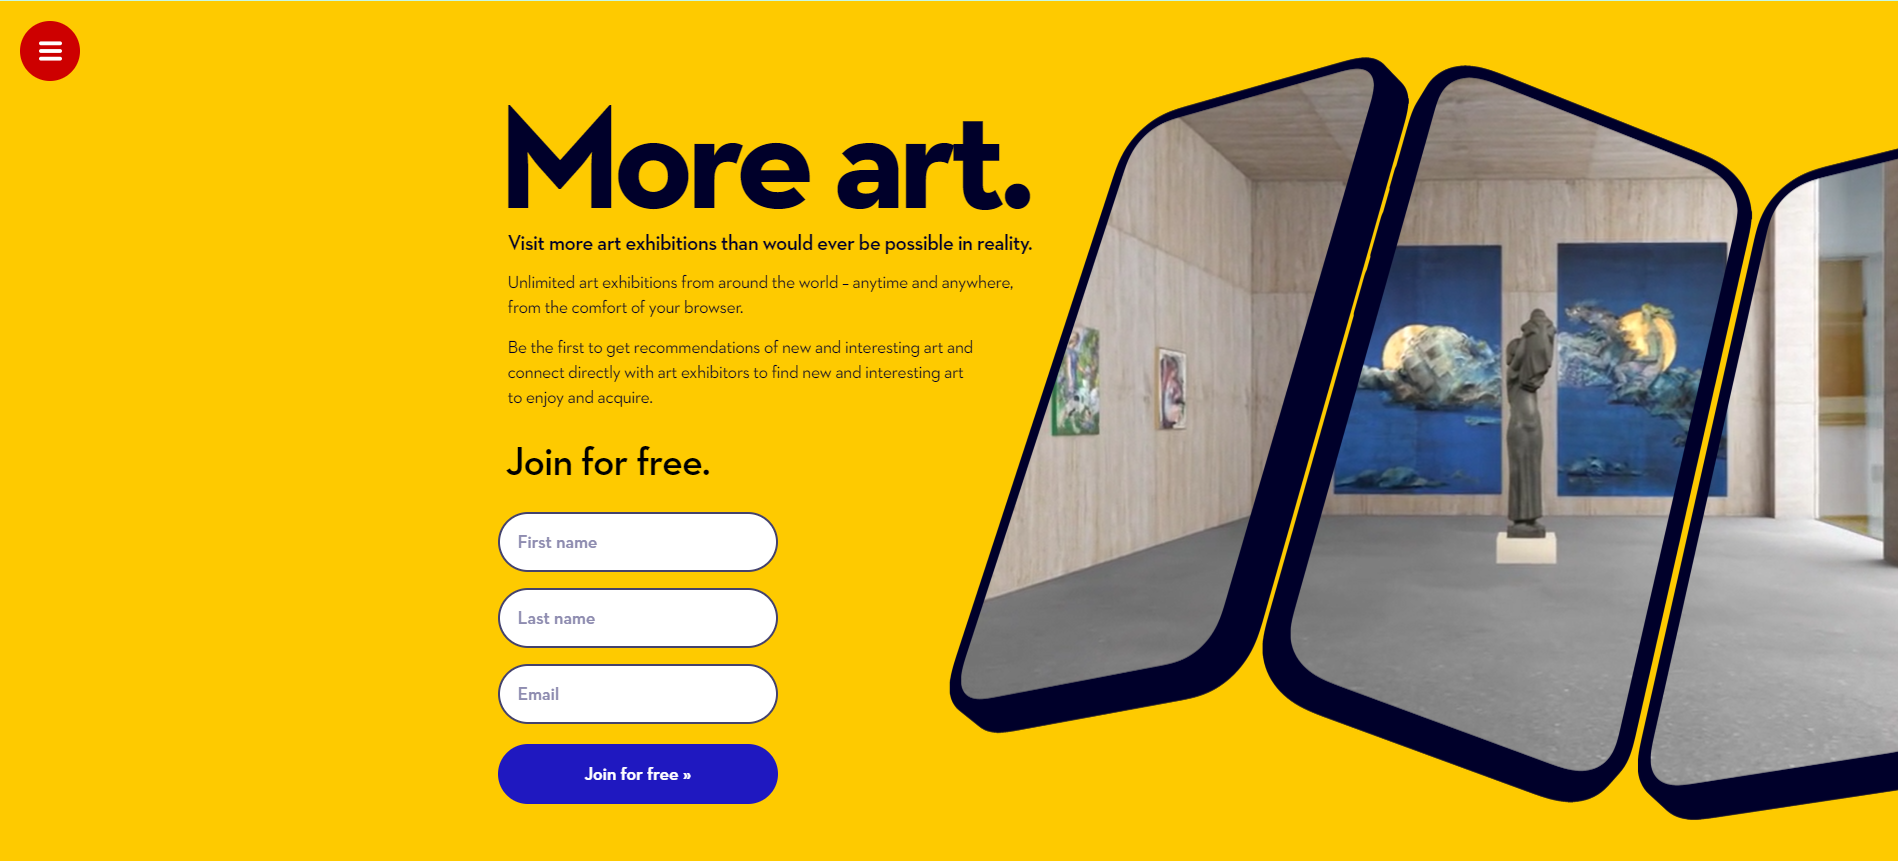 More art.
Visit more art exhibitions than would ever be possible in reality.
Unlimited art exhibitions from around the world – anytime and anywhere,
from the comfort of your browser.
Be the first to get recommendations of new and interesting art and
connect directly with art exhibitors to find new and interesting art
to enjoy and acquire.
Join for free.
First name
Last name
Email
Join for free »